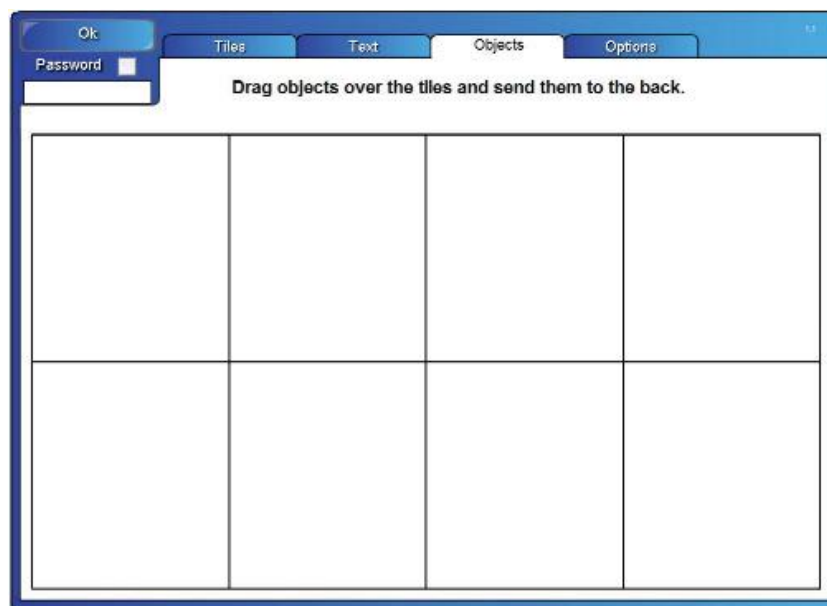 Ok
Tiles Text Objects Options
Password
Drag objects over the tiles and send them to the back.